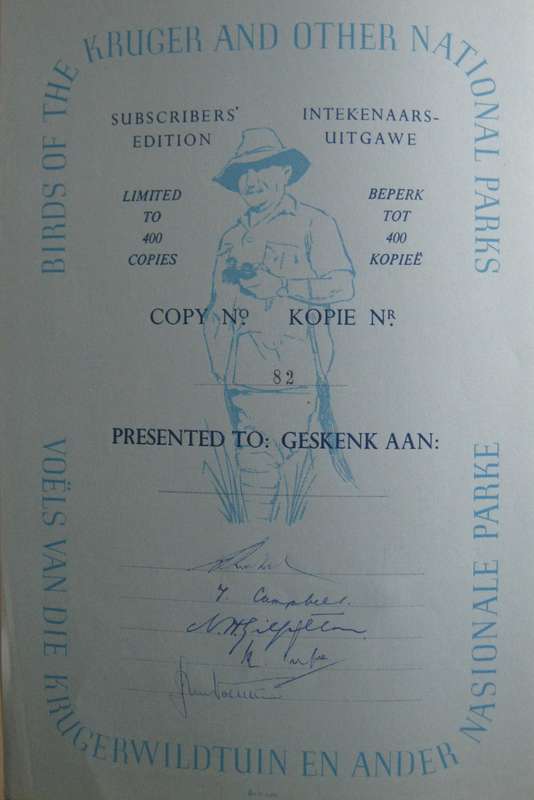 BIRDS OF THE KRUGER AND OTHER NATIONAL PARKS
SUBSCRIBERS' EDITION
INTEKENAARS-UITGAWE
LIMITED
TO
400
COPIES
BEPERK
TOT
400
KOPIEË
COPY No. KOPIE NR.
82
PRESENTED TO: GESKENK AAN:
Y Campbell.
VOËLS VAN DIE KRUGERWILDTUIN EN ANDER NASIONALE PARKE